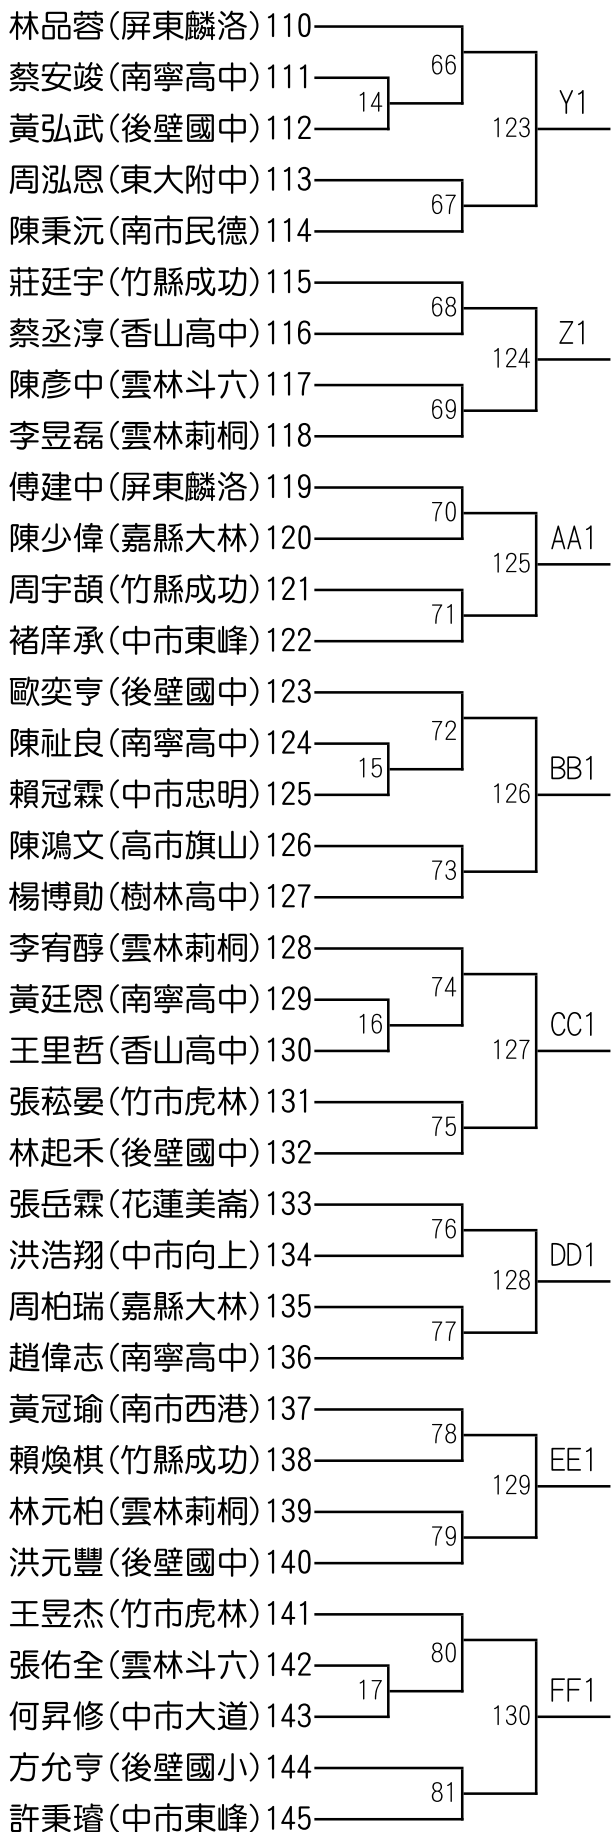 林品蓉(屏東麟洛)110
66
蔡安竣(南寧高中)111
14
Y1
黃弘武(後壁國中)112
123
周泓恩(東大附中)113
67
陳秉沅(南市民德)114
莊廷宇(竹縣成功)115
68
蔡丞淳(香山高中)116
Z1
124
陳彥中(雲林斗六)117
69
李昱磊(雲林莿桐)118
傅建中(屏東麟洛)119
70
陳少偉(嘉縣大林)120
AA1
125
周宇頡(竹縣成功)121
71
褚庠承(中市東峰)122
歐奕亨(後壁國中)123
72
陳祉良(南寧高中)124
15
BB1
賴冠霖(中市忠明)125
126
陳鴻文(高市旗山)126
73
楊博勛(樹林高中)127
李宥醇(雲林莿桐)128
74
黃廷恩(南寧高中)129
16
CC1
王里哲(香山高中)130
127
張菘晏(竹市虎林)131
75
林起禾(後壁國中)132
張岳霖(花蓮美崙)133
76
洪浩翔(中市向上)134
DD1
128
周柏瑞(嘉縣大林)135
77
趙偉志(南寧高中)136
黃冠瑜(南市西港)137
78
賴煥棋(竹縣成功)138
EE1
129
林元柏(雲林莿桐)139
79
洪元豐(後壁國中)140
王昱杰(竹市虎林)141
80
張佑全(雲林斗六)142
17
FF1
何昇修(中市大道)143
130
方允亨(後壁國小)144
81
許秉璿(中市東峰)145